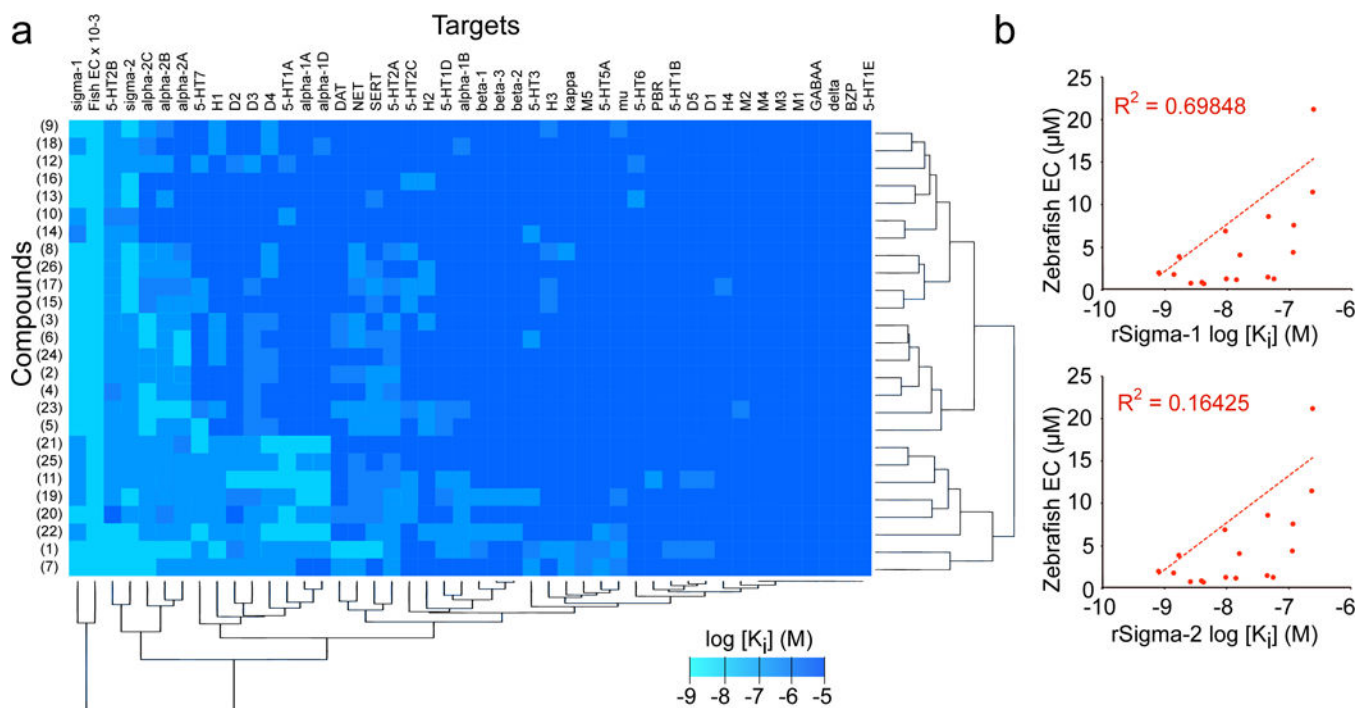 a
Targets
b
sigma-1
Fish EC x 10-3
5-HT2B
sigma-2
alpha-2C
alpha-2B
alpha-2A
5-HT7
H1
D2
D3
D4
5-HT1A
alpha-1A
alpha-1D
DAT
NET
SERT
5-HT2A
5-HT2C
H2
5-HT1D
alpha-1B
beta-1
beta-3
beta-2
5-HT3
H3
kappa
M5
5-HT5A
mu
5-HT6
PBR
5-HT1B
D5
D1
H4
M2
M4
M3
M1
GABAA
delta
BZP
5-HT1E
Compounds
(9)
(18)
(12)
(16)
(13)
(10)
(14)
(8)
(26)
(17)
(15)
(3)
(6)
(24)
(2)
(4)
(23)
(5)
(21)
(25)
(11)
(19)
(20)
(22)
(1)
(7)
log [Ki] (M)
-9 -8 -7 -6 -5
Zebrafish EC (µM)
25
20
15
10
5
0
R² = 0.69848
-10 -9 -8 -7 -6
rSigma-1 log [Ki] (M)
Zebrafish EC (µM)
25
20
15
10
5
0
R² = 0.16425
-10 -9 -8 -7 -6
rSigma-2 log [Ki] (M)